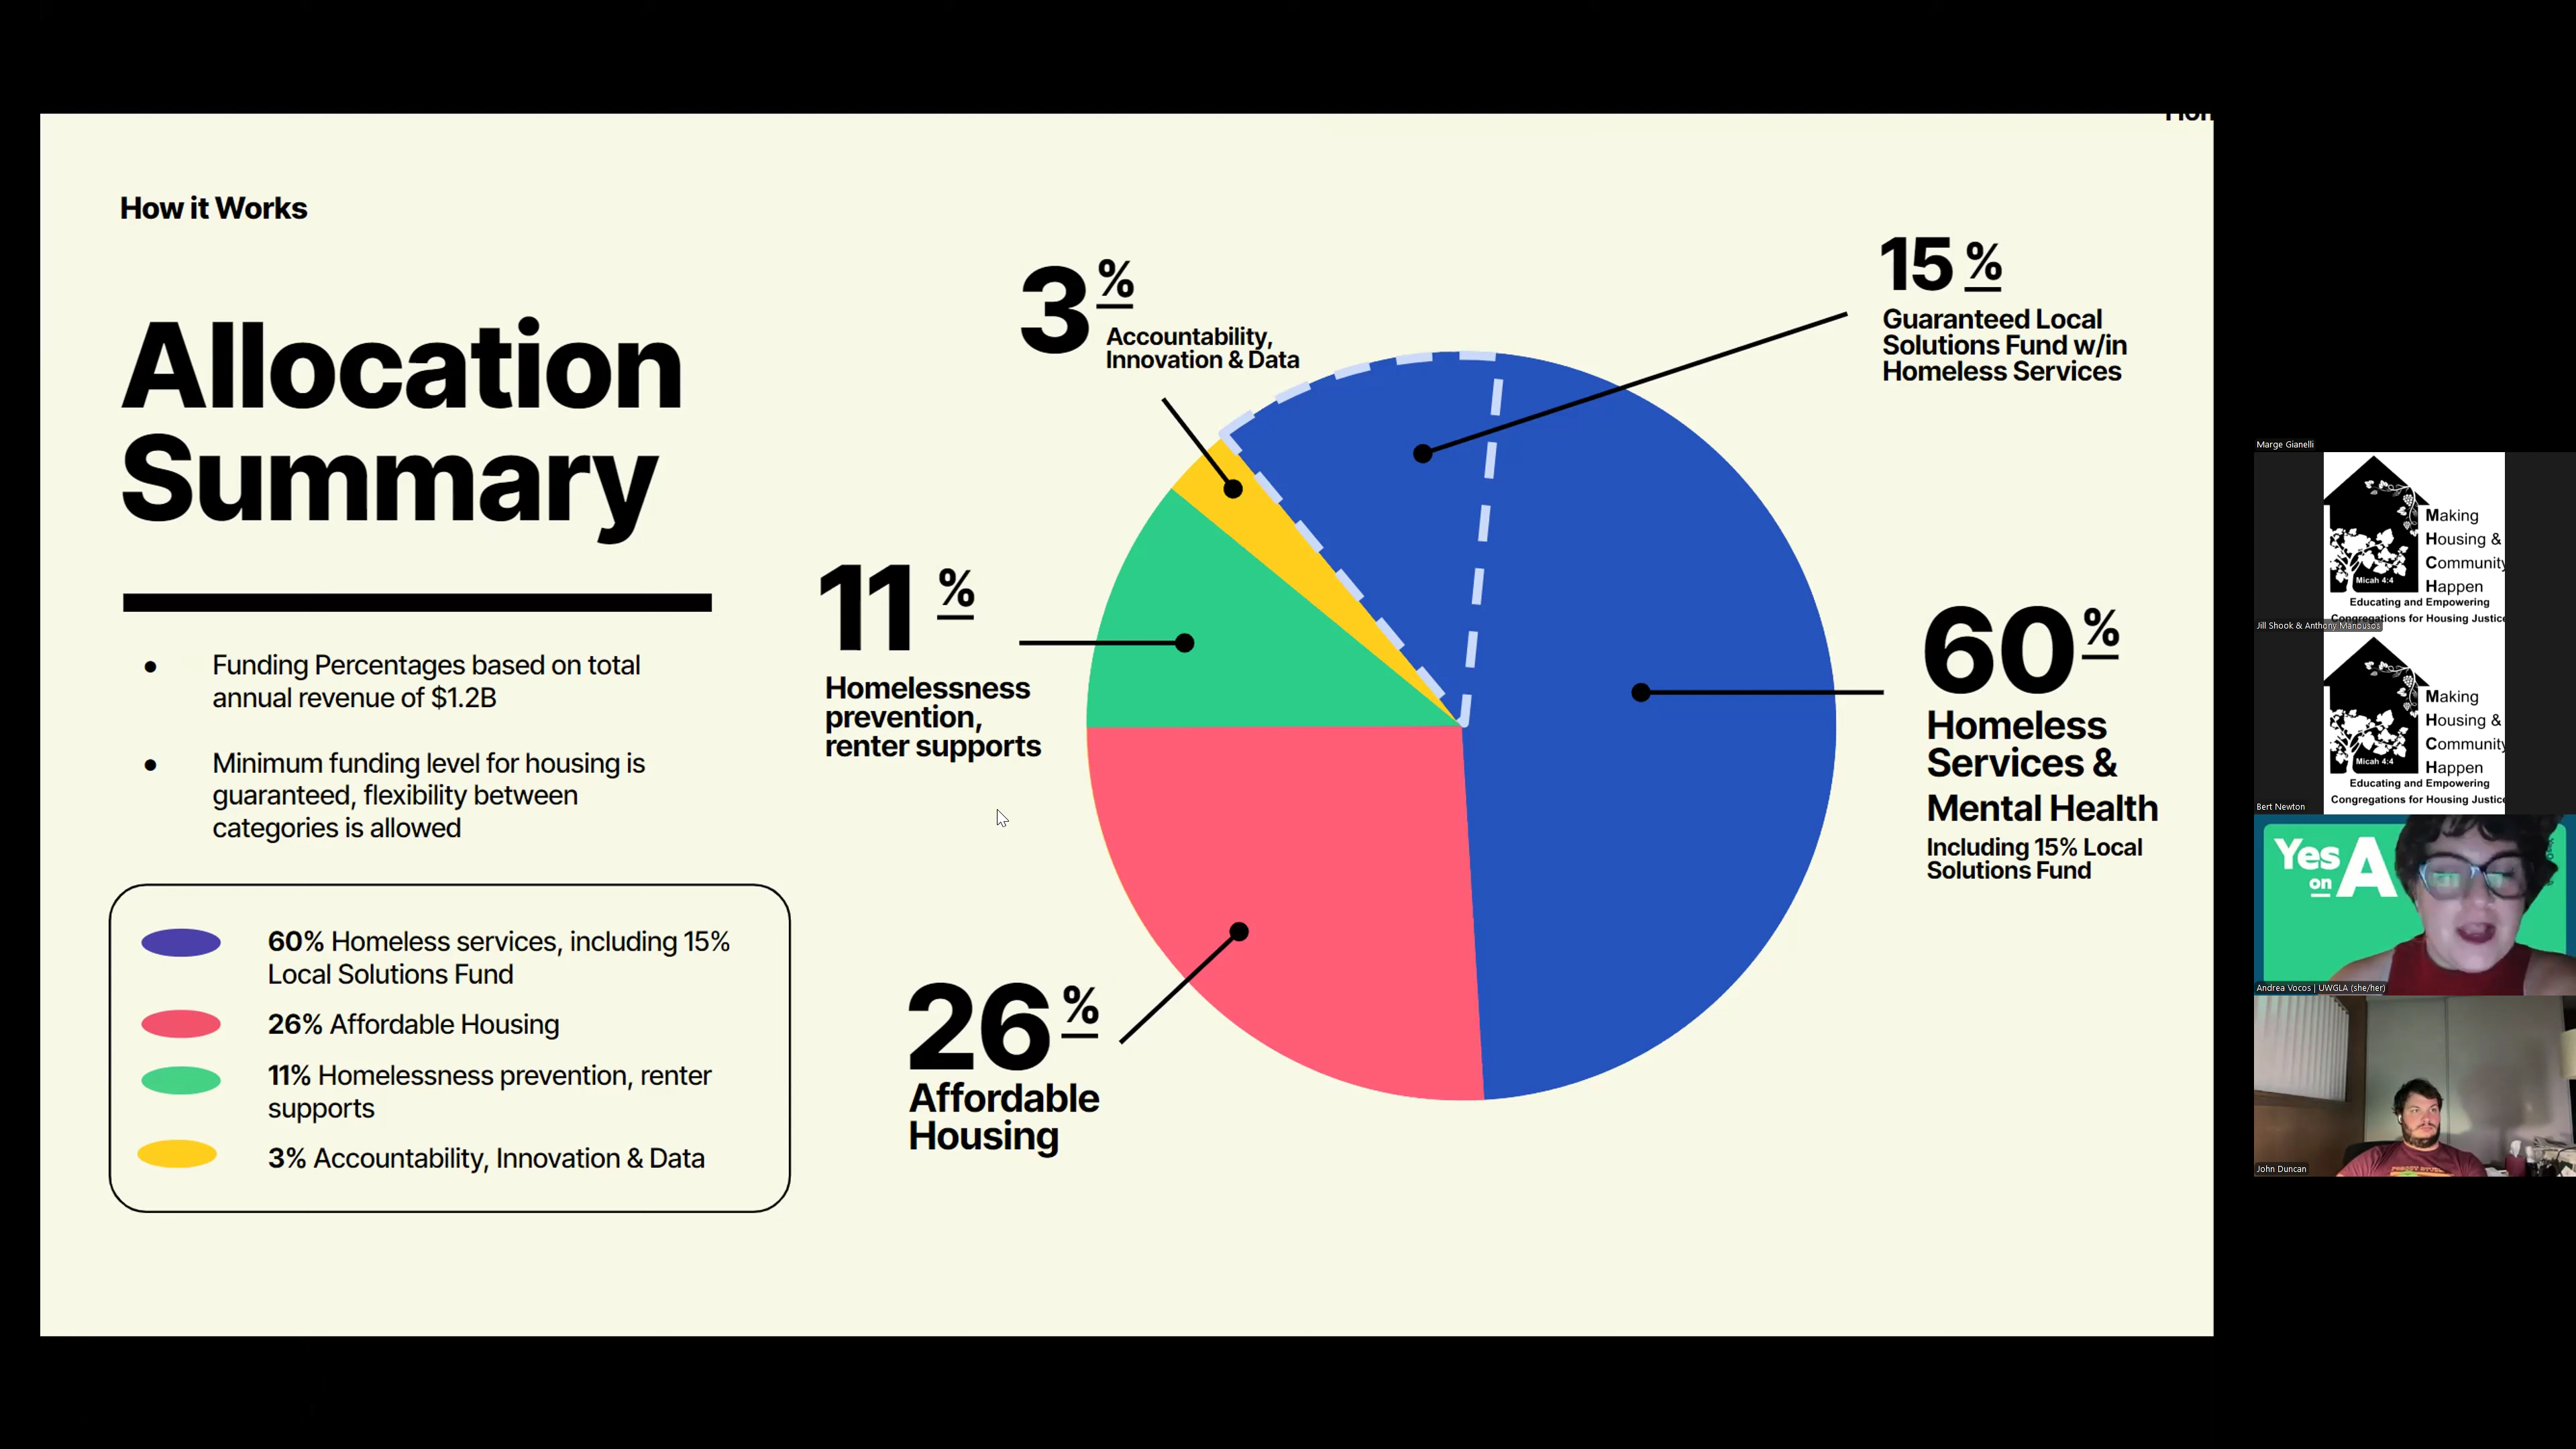 How it Works
Allocation
Summary
Funding Percentages based on total
annual revenue of $1.2B
Minimum funding level for housing is
guaranteed, flexibility between
categories is allowed
60% Homeless services, including 15%
Local Solutions Fund
26% Affordable Housing
11% Homelessness prevention, renter
supports
3% Accountability, Innovation & Data
3%
Accountability,
Innovation & Data
15%
Guaranteed Local
Solutions Fund w/in
Homeless Services
11%
Homelessness
prevention,
renter supports
60%
Homeless
Services &
Mental Health
Including 15% Local
Solutions Fund
26%
Affordable
Housing
Marge Gianelli
Making
Housing &
Community
Happen
Micah 4:4
Educating and Empowering
Congregations for Housing Justice
Jill Shook & Anthony Manousos
Making
Housing &
Community
Happen
Micah 4:4
Educating and Empowering
Congregations for Housing Justice
Bert Newton
Yes
on A
Andrea Vocos | UWGLA (she/her)
John Duncan